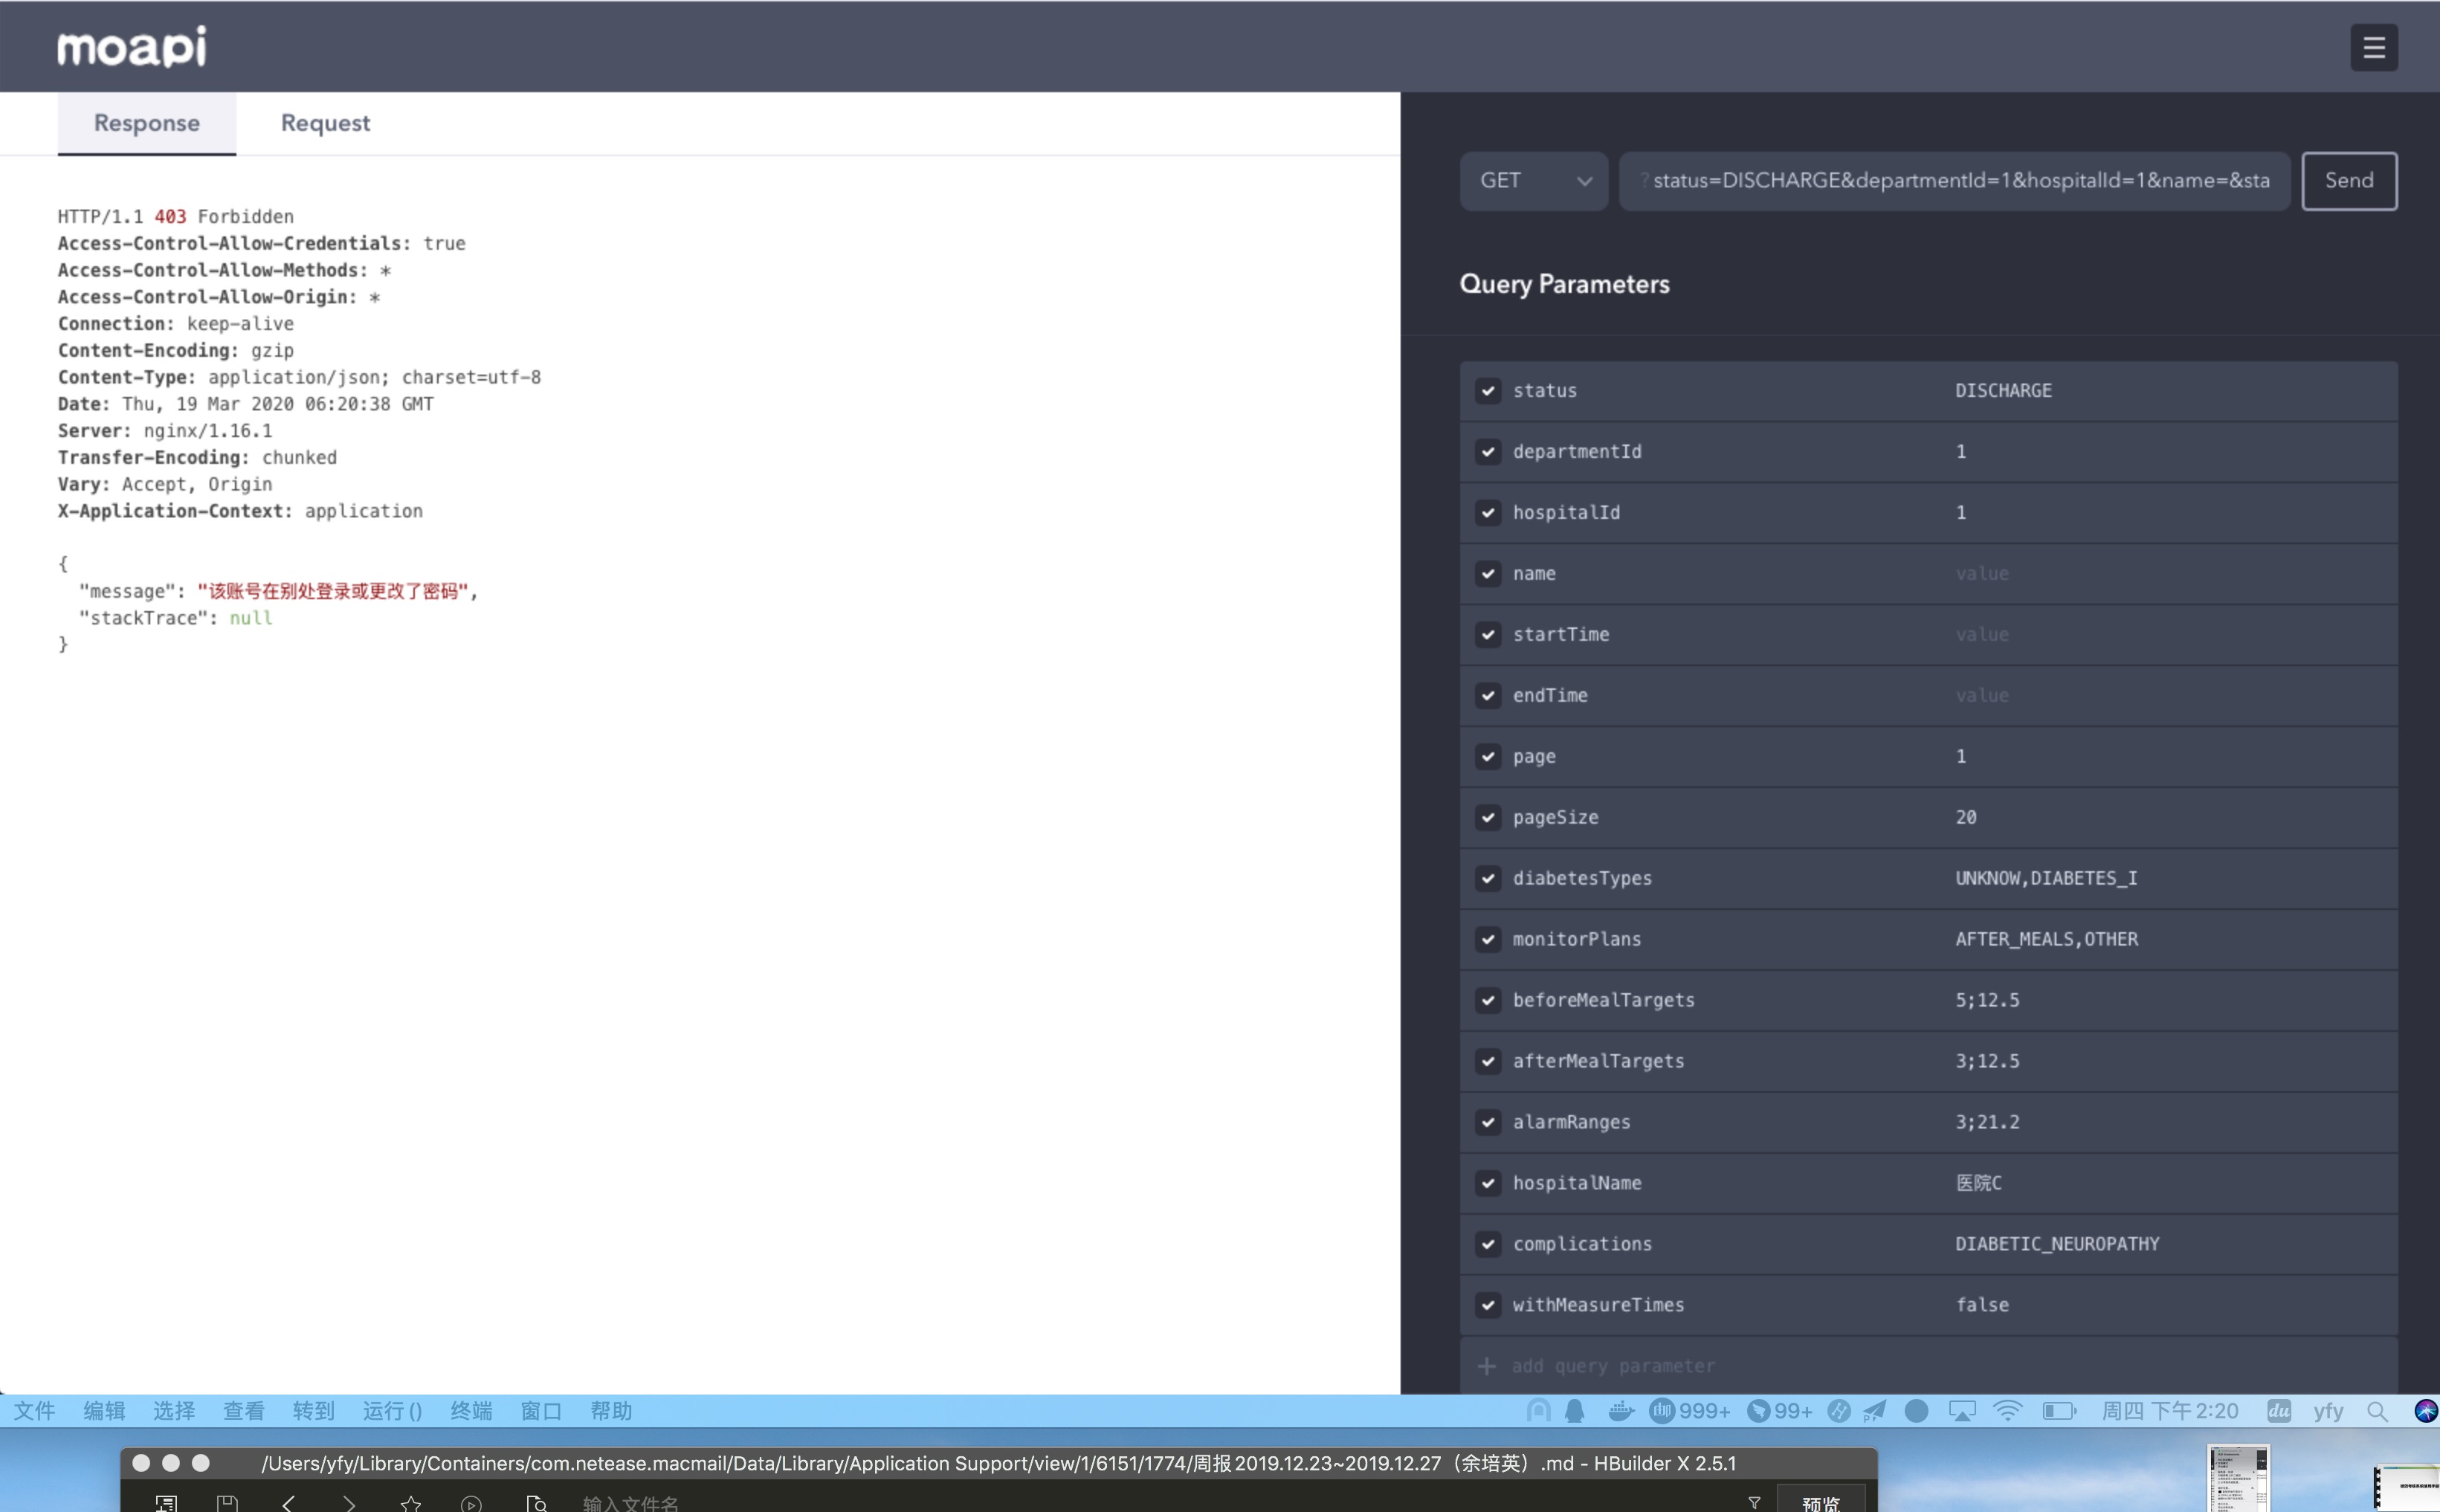 moapi
Response Request
HTTP/1.1 403 Forbidden
Access-Control-Allow-Credentials: true
Access-Control-Allow-Methods: *
Access-Control-Allow-Origin: *
Connection: keep-alive
Content-Encoding: gzip
Content-Type: application/json; charset=utf-8
Date: Thu, 19 Mar 2020 06:20:38 GMT
Server: nginx/1.16.1
Transfer-Encoding: chunked
Vary: Accept, Origin
X-Application-Context: application
{
"message": "该账号在别处登录或更改了密码",
"stackTrace": null
}
GET ?status=DISCHARGE&departmentId=1&hospitalId=1&name=&sta Send
Query Parameters
status DISCHARGE
departmentId 1
hospitalId 1
name value
startTime value
endTime value
page 1
pageSize 20
diabetesTypes UNKNOW,DIABETES_I
monitorPlans AFTER_MEALS,OTHER
beforeMealTargets 5;12.5
afterMealTargets 3;12.5
alarmRanges 3;21.2
hospitalName 医院C
complications DIABETIC_NEUROPATHY
withMeasureTimes false
+ add query parameter
文件 编辑 选择 查看 转到 运行() 终端 窗口 帮助 999+ 99+ 周四 下午2:20 du yfy
/Users/yfy/Library/Containers/com.netease.macmail/Data/Library/Application Support/view/1/6151/1774/周报2019.12.23~2019.12.27（余培英）.md - HBuilder X 2.5.1
输入文件名 预览